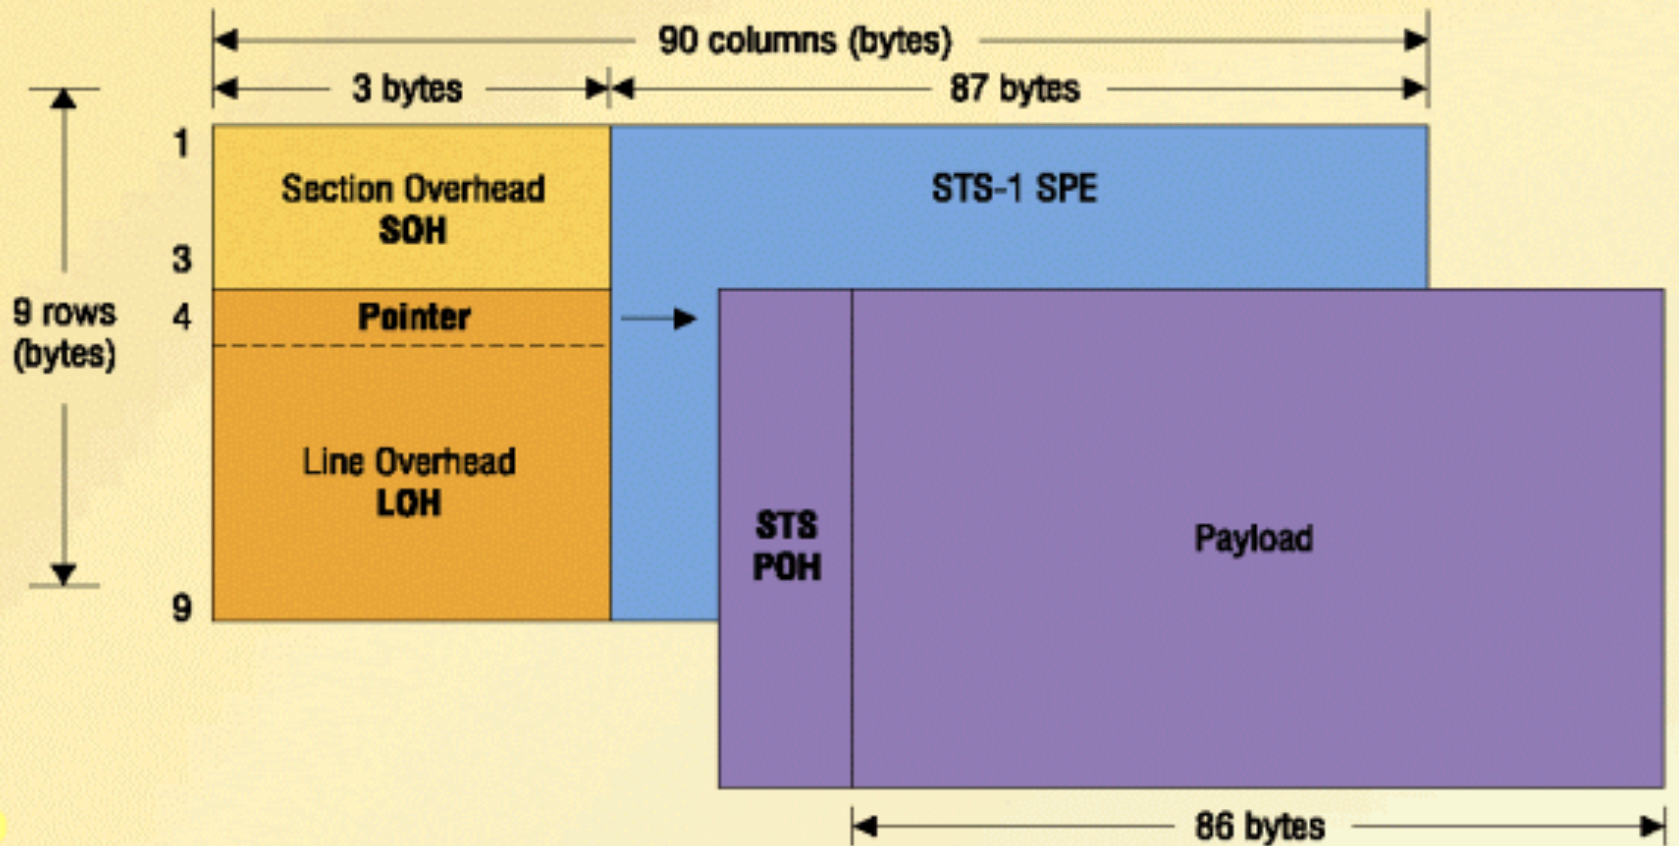 90 columns (bytes)
3 bytes
87 bytes
1
Section Overhead
SOH
STS-1 SPE
3
9 rows
(bytes)
4
Pointer
Line Overhead
LOH
STS
POH
Payload
9
86 bytes